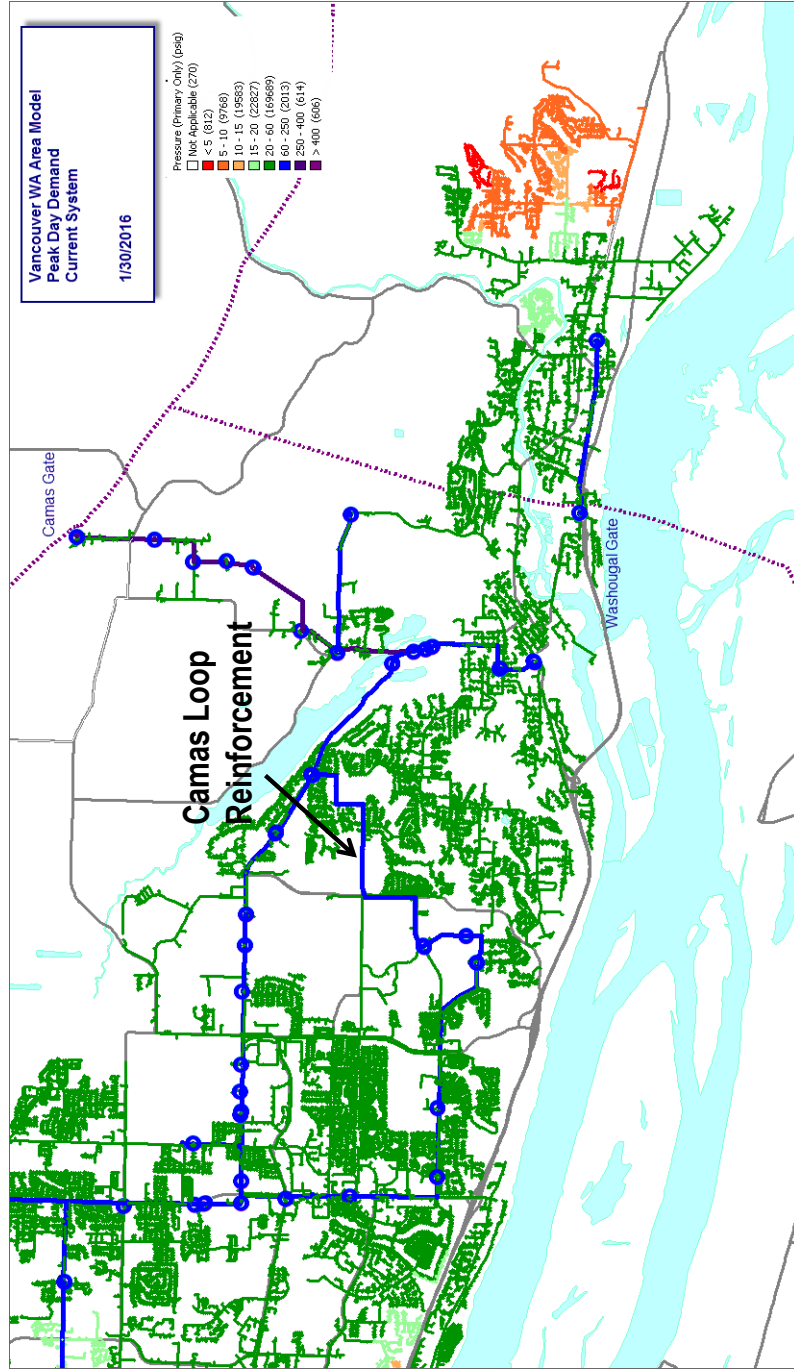 Vancouver WA Area Model
Peak Day Demand
Current System
1/30/2016
Pressure (Primary Only) (psig)
Not Applicable (270)
< 5 (812)
5 - 10 (9768)
10 - 15 (19583)
15 - 20 (22827)
20 - 60 (169689)
60 - 250 (2013)
250 - 400 (614)
> 400 (606)
Camas Gate
Camas Loop
Reinforcement
Washougal Gate